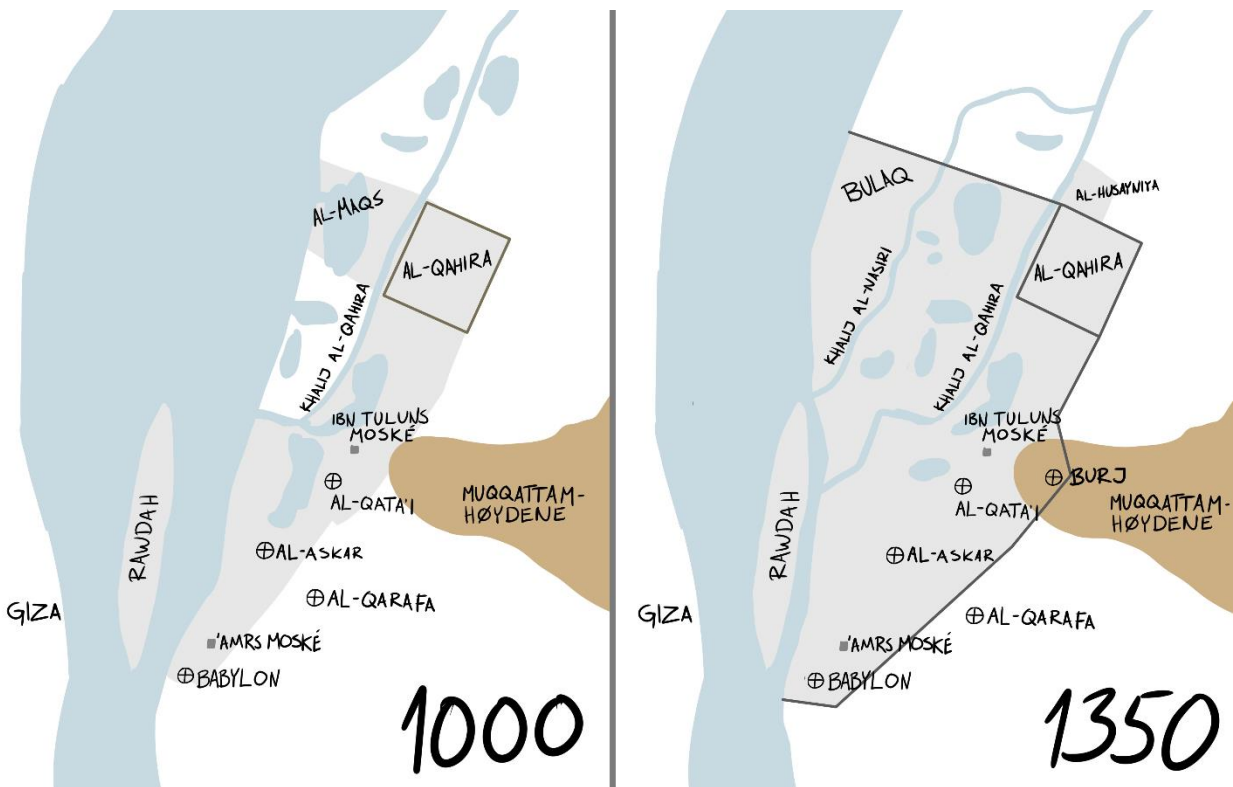 AL-MAQS
AL-QAHIRA
KHALIJ AL-QAHIRA
IBN TULUNS
MOSKÉ
AL-QATA'I
MUQQATTAM-
HØYDENE
RAWDAH
AL-ASKAR
GIZA
AL-QARAFA
'AMRS MOSKÉ
BABYLON
1000
BULAQ
AL-HUSAYNIYA
AL-QAHIRA
KHALIJ AL-NASIRI
KHALIJ AL-QAHIRA
IBN TULUNS
MOSKÉ
BURJ
AL-QATA'I
MUQQATTAM-
HØYDENE
RAWDAH
AL-ASKAR
GIZA
AL-QARAFA
'AMRS MOSKÉ
BABYLON
1350